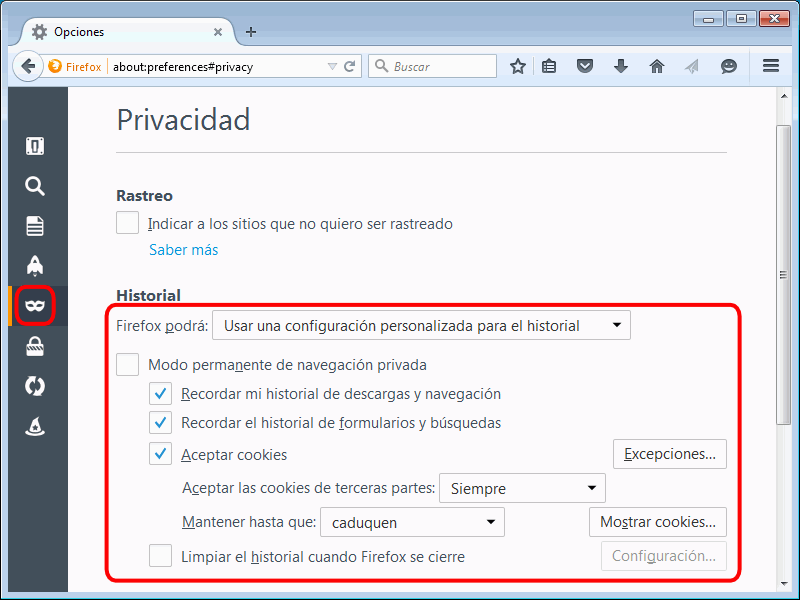 Opciones
Firefox about:preferences#privacy Buscar
Privacidad
Rastreo
Indicar a los sitios que no quiero ser rastreado
Saber más
Historial
Firefox podrá: Usar una configuración personalizada para el historial
Modo permanente de navegación privada
Recordar mi historial de descargas y navegación
Recordar el historial de formularios y búsquedas
Aceptar cookies Excepciones...
Aceptar las cookies de terceras partes: Siempre
Mantener hasta que: caduquen Mostrar cookies...
Limpiar el historial cuando Firefox se cierre Configuración...